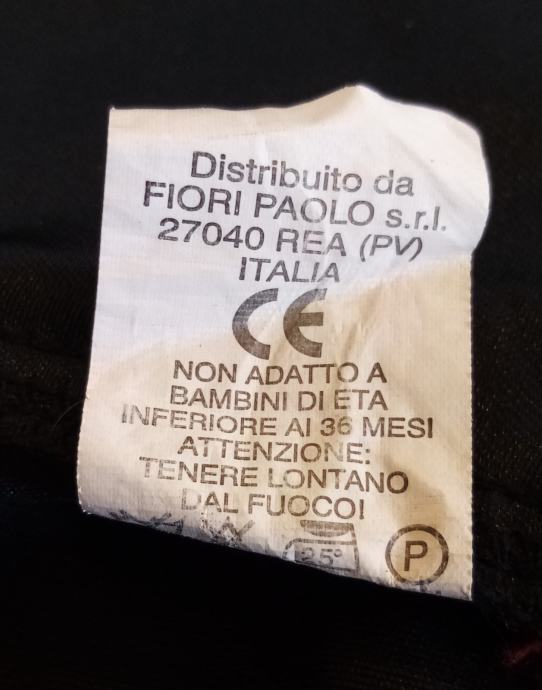 Distribuito da
FIORI PAOLO s.r.l.
27040 REA (PV)
ITALIA
CE
NON ADATTO A
BAMBINI DI ETA
INFERIORE AI 36 MESI
ATTENZIONE:
TENERE LONTANO
DAL FUOCO!
25° P